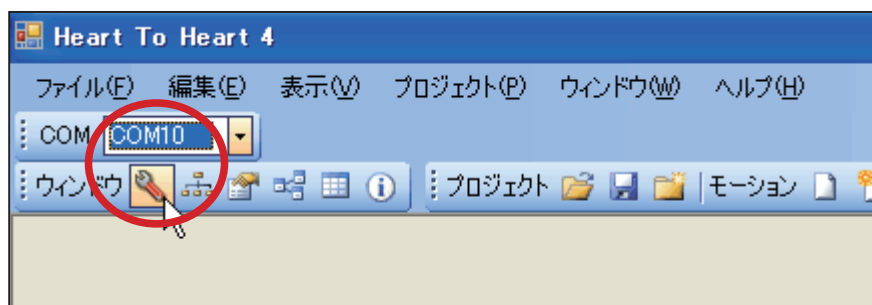 Heart To Heart 4
ファイル(F) 編集(E) 表示(V) プロジェクト(P) ウィンドウ(W) ヘルプ(H)
COM COM10
ウィンドウ プロジェクト モーション